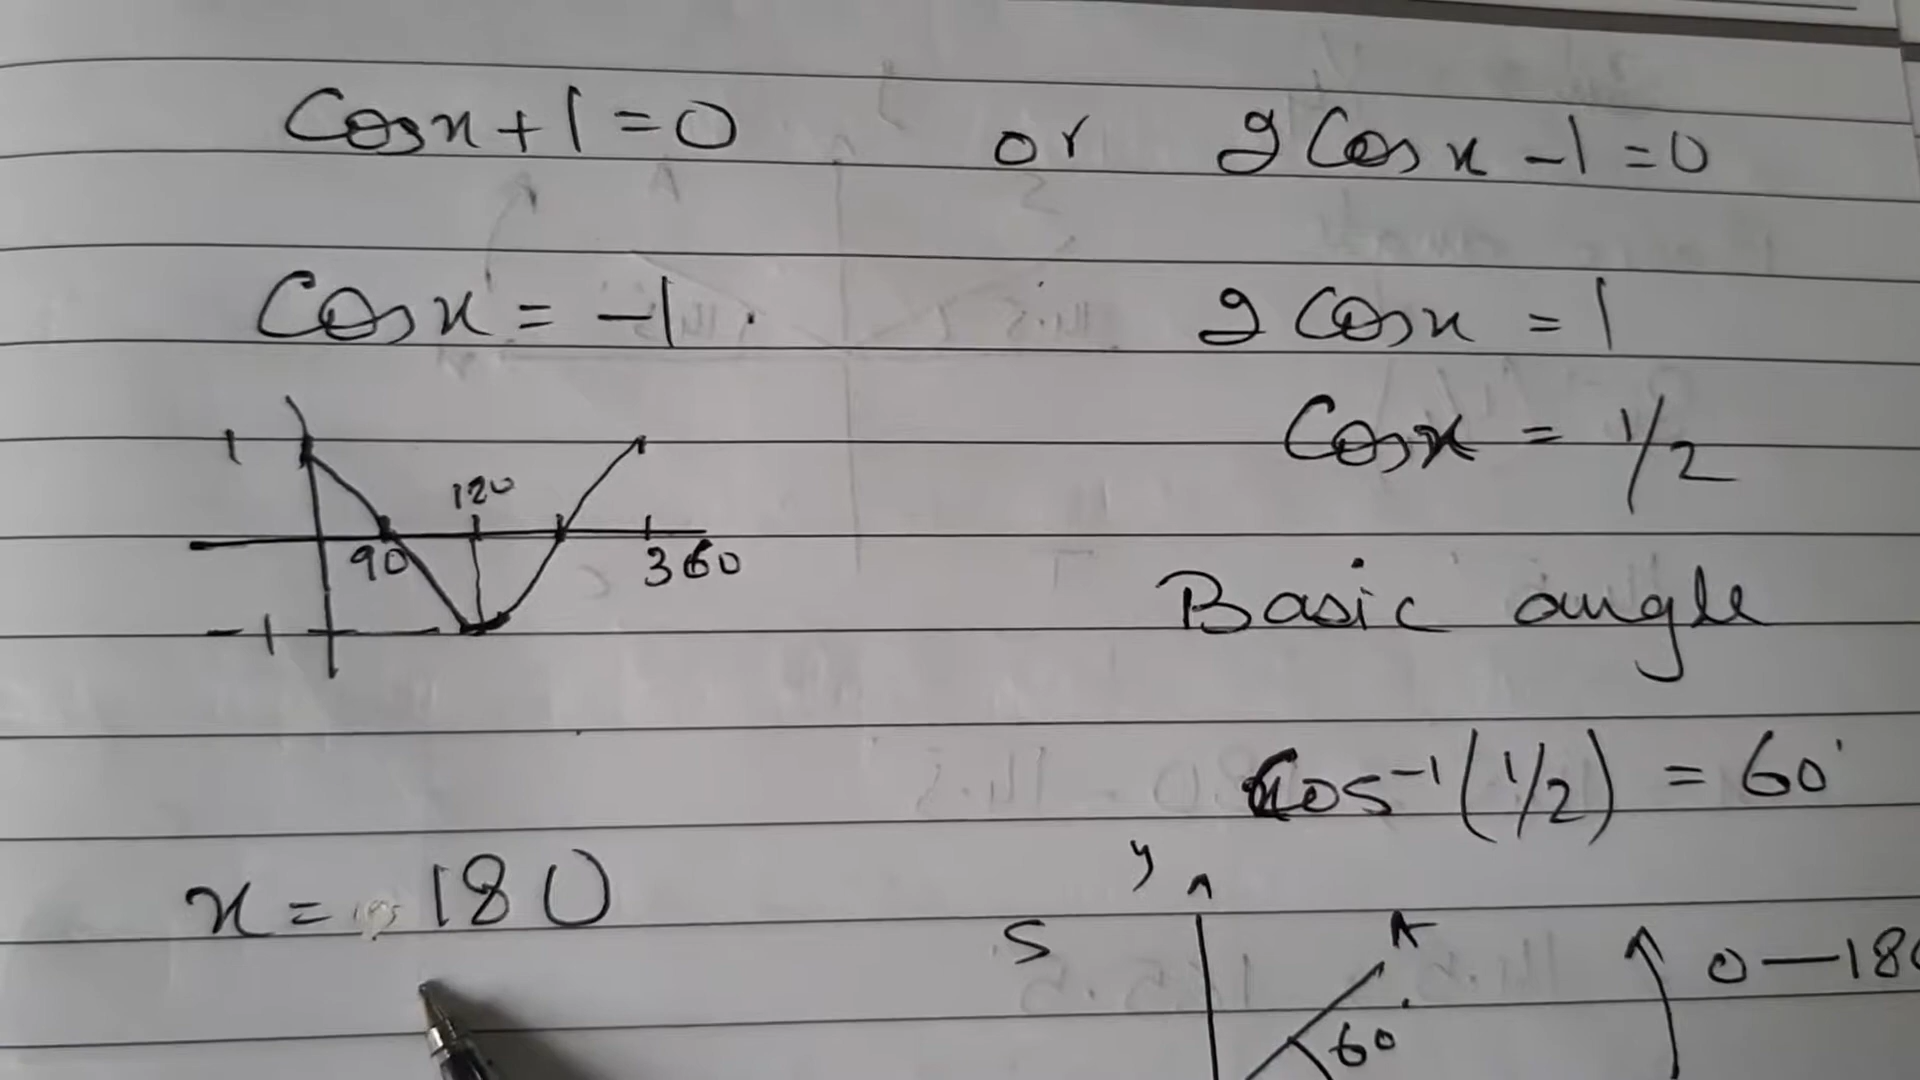 Cosx+1=0 or 2Cosx-1=0
Cosx = -1. 2Cosx = 1
Cosx = 1/2
1
120
90 360
-1
Basic angle
Cos⁻¹(1/2) = 60°
y
x = 180
S A
0-180
60